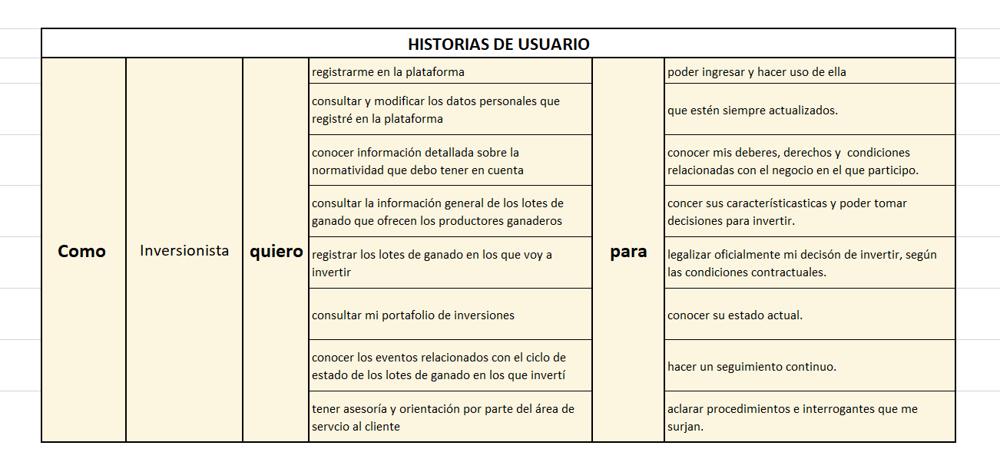 HISTORIAS DE USUARIO
Como
Inversionista
quiero
registrarme en la plataforma
para
poder ingresar y hacer uso de ella
consultar y modificar los datos personales que
registré en la plataforma
que estén siempre actualizados.
conocer información detallada sobre la
normatividad que debo tener en cuenta
conocer mis deberes, derechos y  condiciones
relacionadas con el negocio en el que participo.
consultar la información general de los lotes de
ganado que ofrecen los productores ganaderos
concer sus característicasticas y poder tomar
decisiones para invertir.
registrar los lotes de ganado en los que voy a
invertir
legalizar oficialmente mi decisón de invertir, según
las condiciones contractuales.
consultar mi portafolio de inversiones
conocer su estado actual.
conocer los eventos relacionados con el ciclo de
estado de los lotes de ganado en los que invertí
hacer un seguimiento continuo.
tener asesoría y orientación por parte del área de
servcio al cliente
aclarar procedimientos e interrogantes que me
surjan.